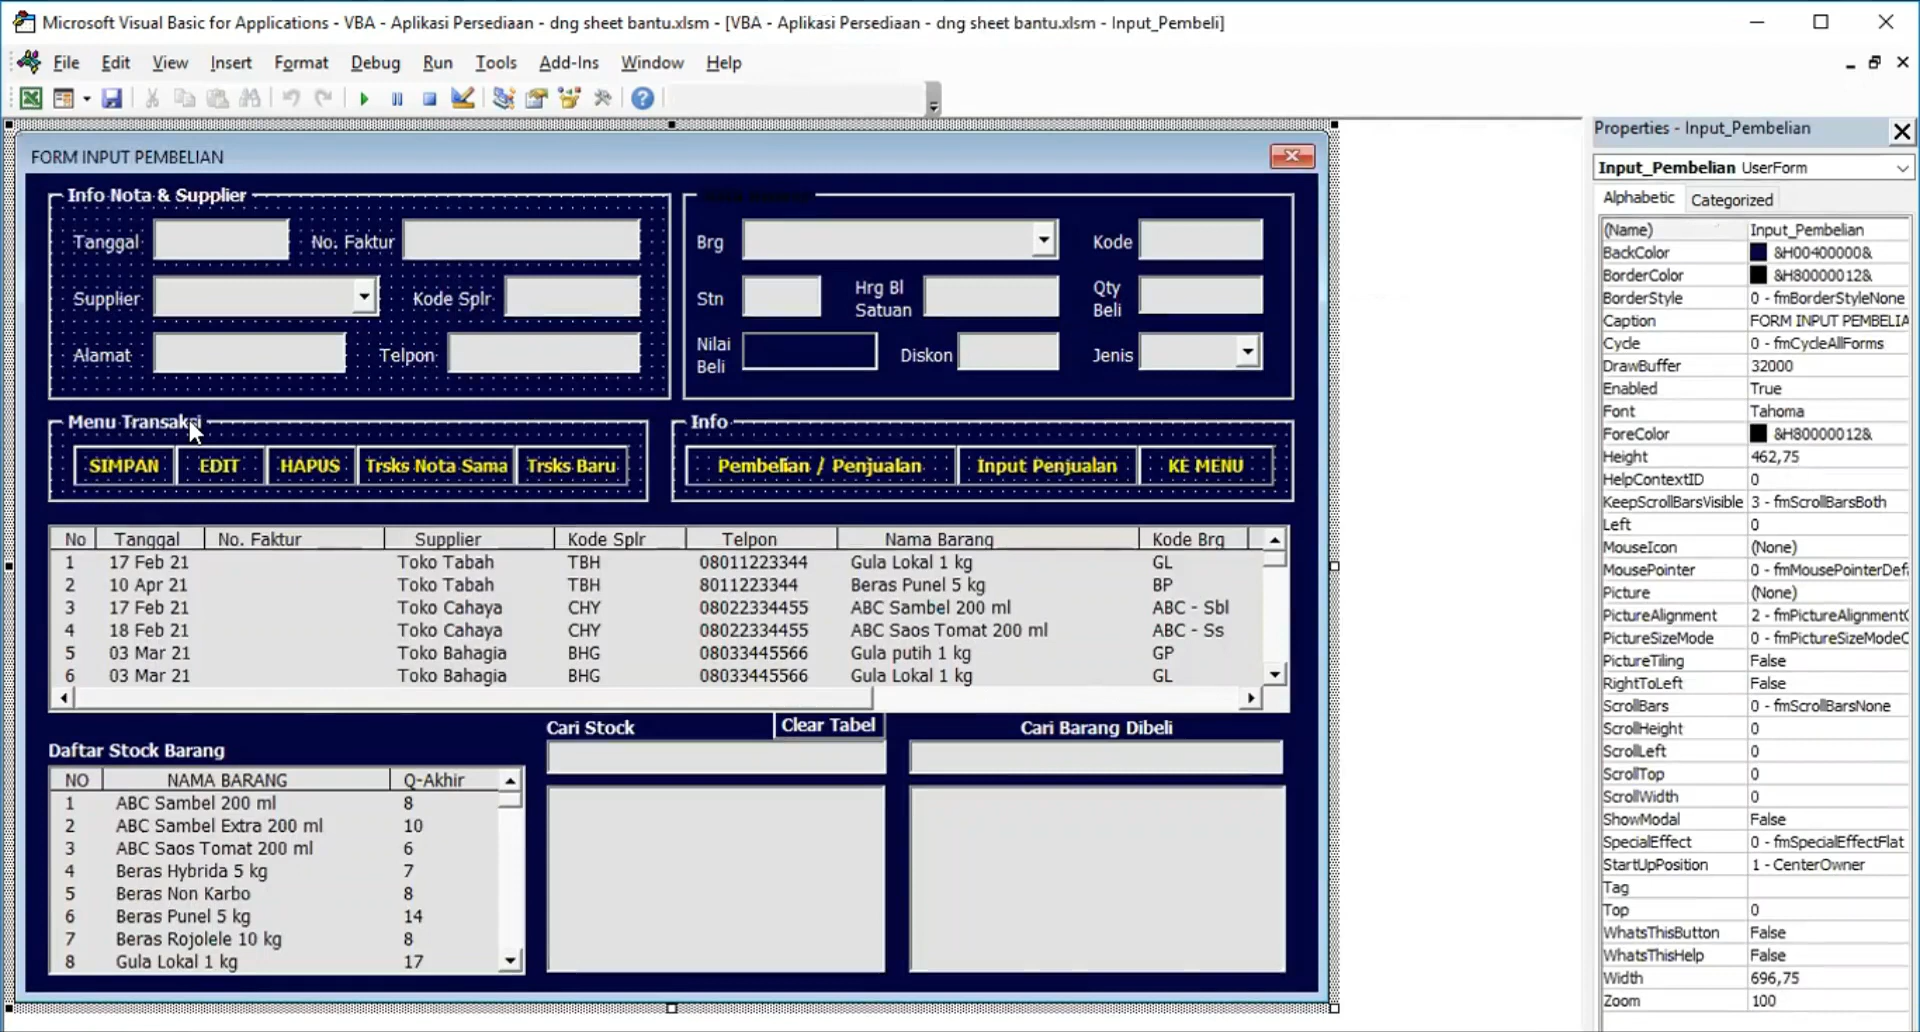 Microsoft Visual Basic for Applications - VBA - Aplikasi Persediaan - dng sheet bantu.xlsm - [VBA - Aplikasi Persediaan - dng sheet bantu.xlsm - Input_Pembeli]
File Edit View Insert Format Debug Run Tools Add-Ins Window Help
FORM INPUT PEMBELIAN
Info Nota & Supplier
Tanggal No. Faktur
Supplier Kode Splr
Alamat Telpon
Brg Kode
Stn Hrg Bl Satuan Qty Beli
Nilai Beli Diskon Jenis
Menu Transaksi
SIMPAN EDIT HAPUS Trsks Nota Sama Trsks Baru
Info
Pembelian / Penjualan Input Penjualan KE MENU
No Tanggal No. Faktur Supplier Kode Splr Telpon Nama Barang Kode Brg
1 17 Feb 21 Toko Tabah TBH 08011223344 Gula Lokal 1 kg GL
2 10 Apr 21 Toko Tabah TBH 8011223344 Beras Punel 5 kg BP
3 17 Feb 21 Toko Cahaya CHY 08022334455 ABC Sambel 200 ml ABC - Sbl
4 18 Feb 21 Toko Cahaya CHY 08022334455 ABC Saos Tomat 200 ml ABC - Ss
5 03 Mar 21 Toko Bahagia BHG 08033445566 Gula putih 1 kg GP
6 03 Mar 21 Toko Bahagia BHG 08033445566 Gula Lokal 1 kg GL
Daftar Stock Barang
NO NAMA BARANG Q-Akhir
1 ABC Sambel 200 ml 8
2 ABC Sambel Extra 200 ml 10
3 ABC Saos Tomat 200 ml 6
4 Beras Hybrida 5 kg 7
5 Beras Non Karbo 8
6 Beras Punel 5 kg 14
7 Beras Rojolele 10 kg 8
8 Gula Lokal 1 kg 17
Cari Stock Clear Tabel
Cari Barang Dibeli
Properties - Input_Pembelian
Input_Pembelian UserForm
Alphabetic Categorized
(Name) Input_Pembelian
BackColor &H00400000&
BorderColor &H80000012&
BorderStyle 0 - fmBorderStyleNone
Caption FORM INPUT PEMBELIA
Cycle 0 - fmCycleAllForms
DrawBuffer 32000
Enabled True
Font Tahoma
ForeColor &H80000012&
Height 462,75
HelpContextID 0
KeepScrollBarsVisible 3 - fmScrollBarsBoth
Left 0
MouseIcon (None)
MousePointer 0 - fmMousePointerDef
Picture (None)
PictureAlignment 2 - fmPictureAlignment
PictureSizeMode 0 - fmPictureSizeMode
PictureTiling False
RightToLeft False
ScrollBars 0 - fmScrollBarsNone
ScrollHeight 0
ScrollLeft 0
ScrollTop 0
ScrollWidth 0
ShowModal False
SpecialEffect 0 - fmSpecialEffectFlat
StartUpPosition 1 - CenterOwner
Tag
Top 0
WhatsThisButton False
WhatsThisHelp False
Width 696,75
Zoom 100